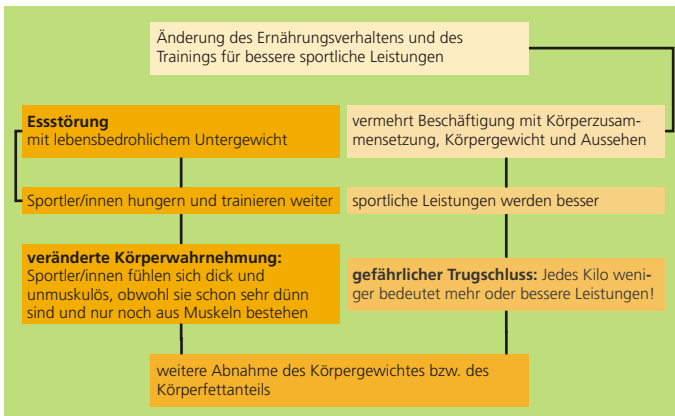 Änderung des Ernährungsverhaltens und des
Trainings für bessere sportliche Leistungen
Essstörung
mit lebensbedrohlichem Untergewicht
vermehrt Beschäftigung mit Körperzusam-
mensetzung, Körpergewicht und Aussehen
Sportler/innen hungern und trainieren weiter
sportliche Leistungen werden besser
veränderte Körperwahrnehmung:
Sportler/innen fühlen sich dick und
unmuskulös, obwohl sie schon sehr dünn
sind und nur noch aus Muskeln bestehen
gefährlicher Trugschluss: Jedes Kilo weni-
ger bedeutet mehr oder bessere Leistungen!
weitere Abnahme des Körpergewichtes bzw. des
Körperfettanteils